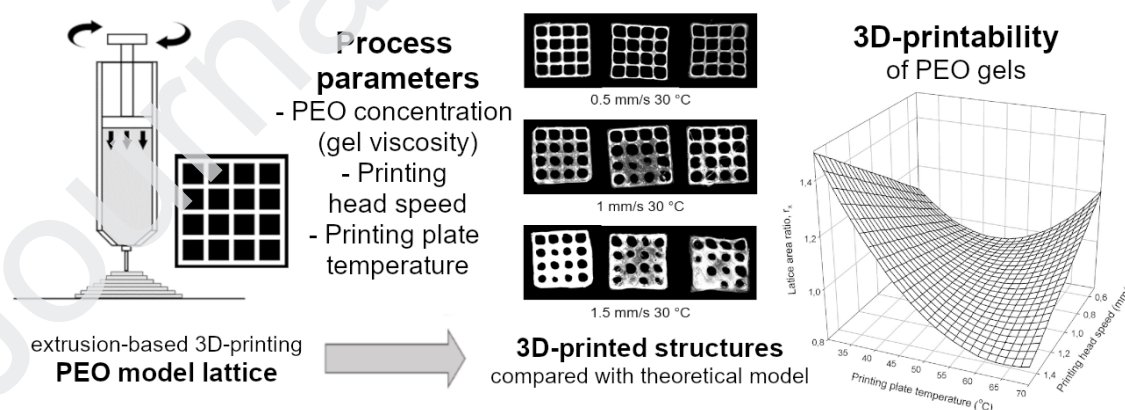 journa
Process
parameters
- PEO concentration
(gel viscosity)
- Printing
head speed
- Printing plate
temperature
extrusion-based 3D-printing
PEO model lattice
0.5 mm/s 30 °C
1 mm/s 30 °C
1.5 mm/s 30 °C
3D-printed structures
compared with theoretical model
3D-printability
of PEO gels
Lattice area ratio, rₓ
1,4
1,2
1,0
0,8
35
40
45
50
55
60
65
70
Printing plate temperature (°C)
0,6
0,8
1,0
1,2
1,4
Printing head speed (mm/